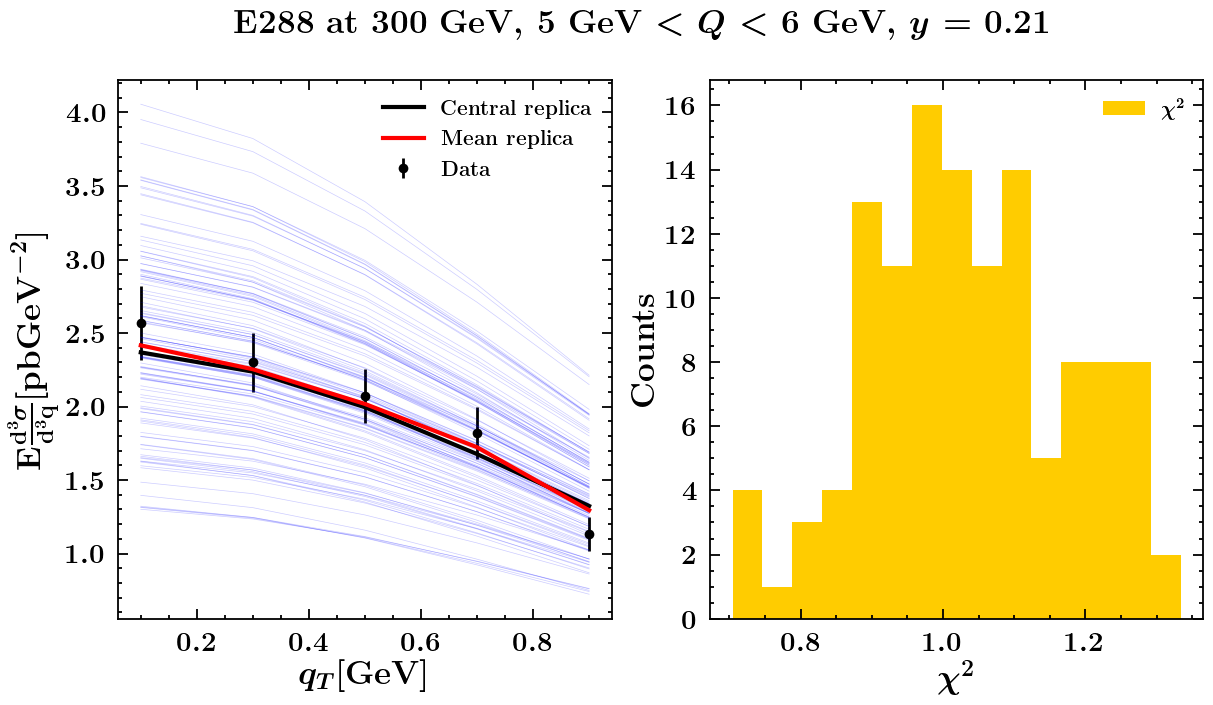 E288 at 300 GeV, 5 GeV < Q < 6 GeV, y = 0.21
E d³σ/d³q [pbGeV⁻²]
4.0
3.5
3.0
2.5
2.0
1.5
1.0
Central replica
Mean replica
Data
0.2 0.4 0.6 0.8
q_T[GeV]
Counts
16
14
12
10
8
6
4
2
0
χ²
0.8 1.0 1.2
χ²